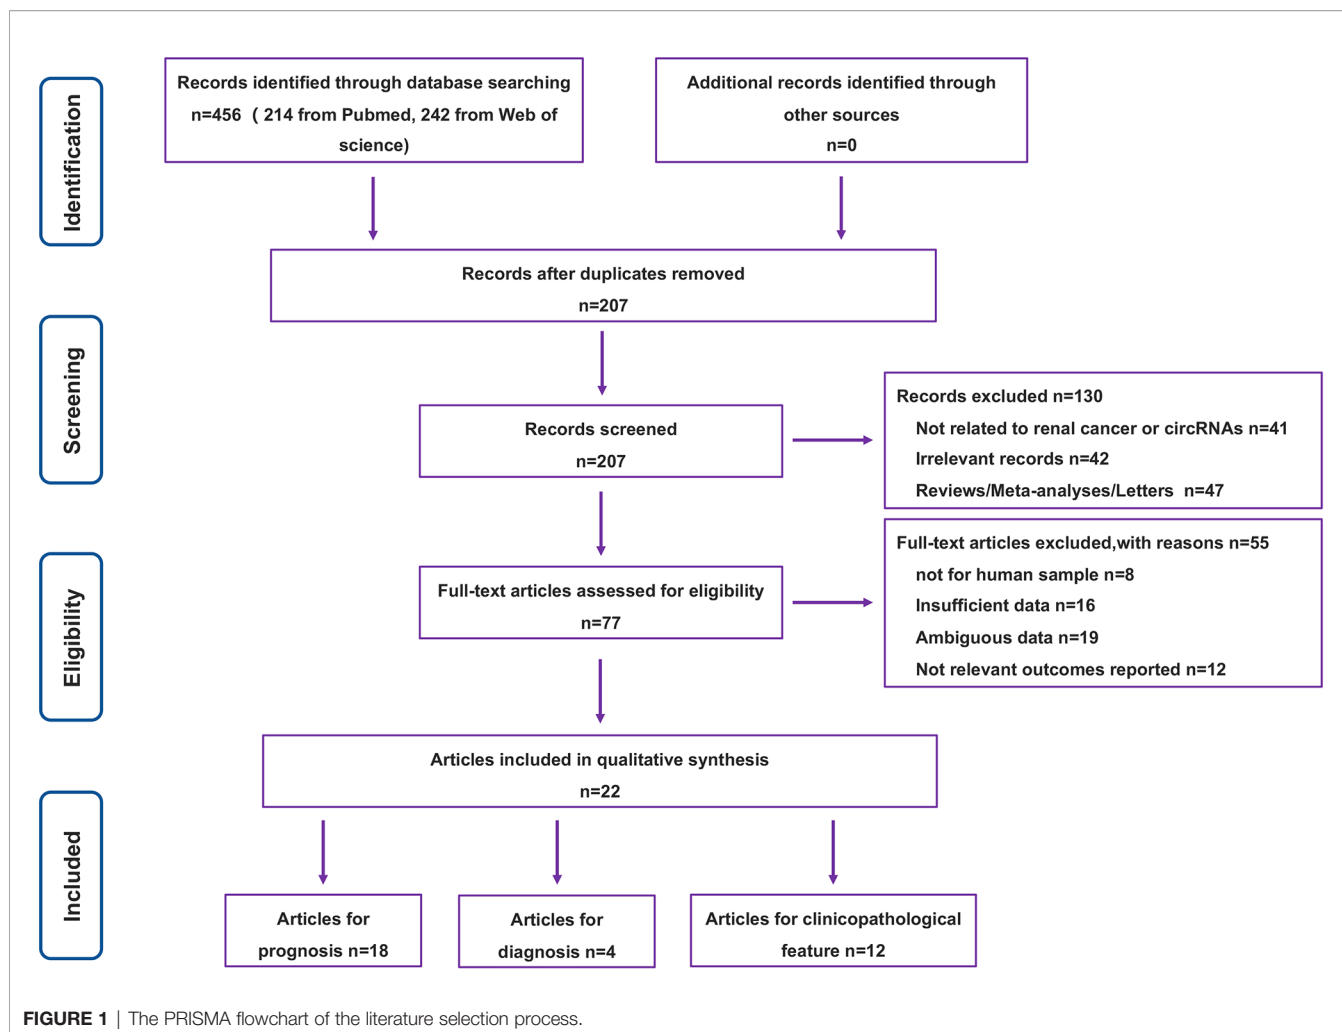 Identification
Records identified through database searching
n=456 ( 214 from Pubmed, 242 from Web of
science)
Additional records identified through
other sources
n=0
Records after duplicates removed
n=207
Screening
Records screened
n=207
Records excluded n=130
Not related to renal cancer or circRNAs n=41
Irrelevant records n=42
Reviews/Meta-analyses/Letters n=47
Eligibility
Full-text articles assessed for eligibility
n=77
Full-text articles excluded,with reasons n=55
not for human sample n=8
Insufficient data n=16
Ambiguous data n=19
Not relevant outcomes reported n=12
Articles included in qualitative synthesis
n=22
Included
Articles for
prognosis n=18
Articles for
diagnosis n=4
Articles for clinicopathological
feature n=12
FIGURE 1 | The PRISMA flowchart of the literature selection process.